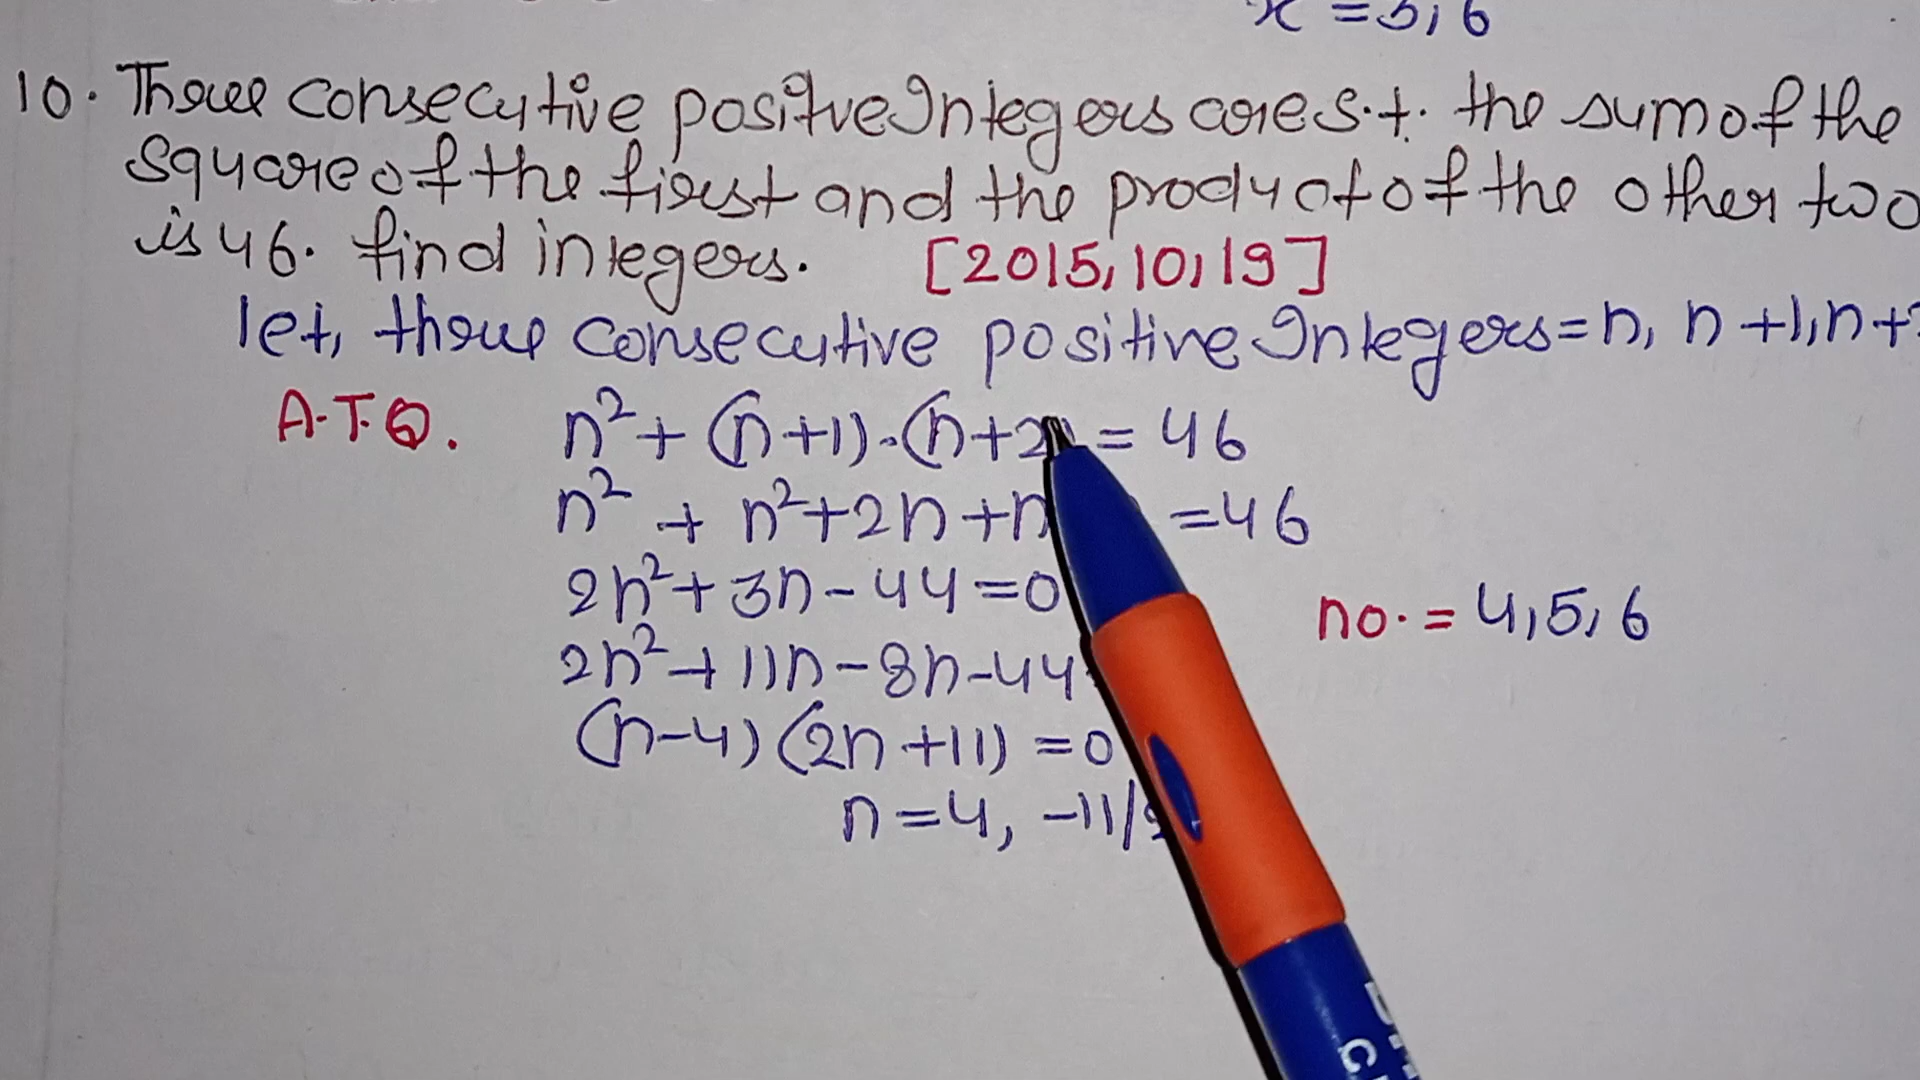 x = 5, 6
10. Three consecutive positive Integers are s.t. the sum of the
square of the first and the product of the other two
is 46. find integers. [2015, 10, 19]
let, three consecutive positive Integers = n, n+1, n+
A.T.Q. n² + (n+1)·(n+2) = 46
n² + n²+2n+n = 46
2n²+3n-44=0
no. = 4, 5, 6
2n²+11n-8n-44
(n-4) (2n+11) = 0
n = 4, -11/2